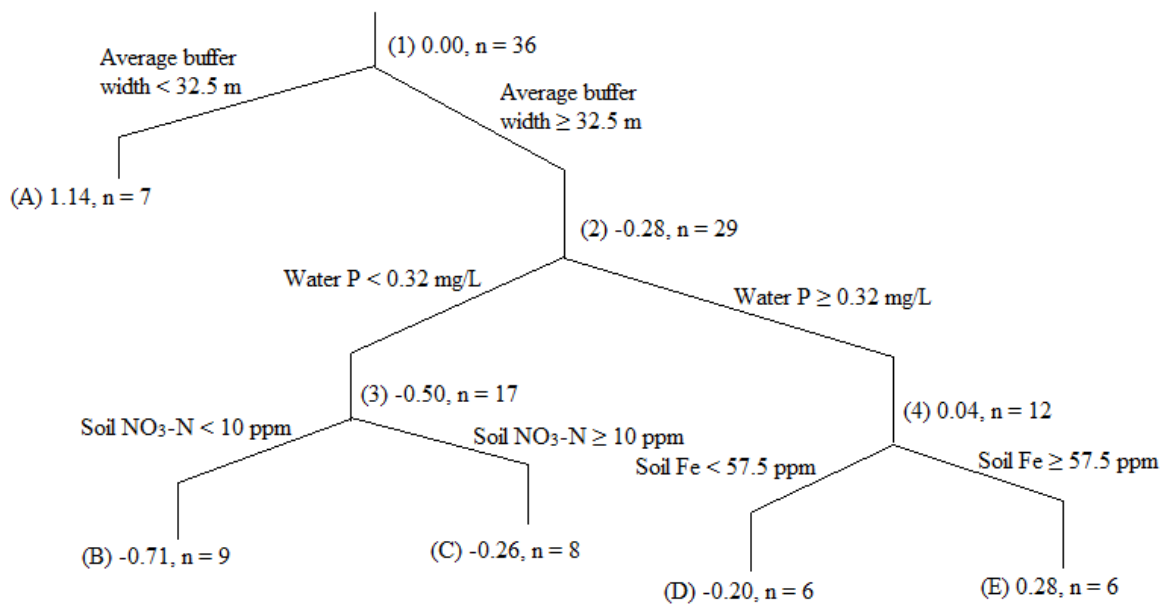 (1) 0.00, n = 36
Average buffer
width < 32.5 m
Average buffer
width ≥ 32.5 m
(A) 1.14, n = 7
(2) -0.28, n = 29
Water P < 0.32 mg/L
Water P ≥ 0.32 mg/L
(3) -0.50, n = 17
(4) 0.04, n = 12
Soil NO₃-N < 10 ppm
Soil NO₃-N ≥ 10 ppm
Soil Fe < 57.5 ppm
Soil Fe ≥ 57.5 ppm
(B) -0.71, n = 9
(C) -0.26, n = 8
(D) -0.20, n = 6
(E) 0.28, n = 6